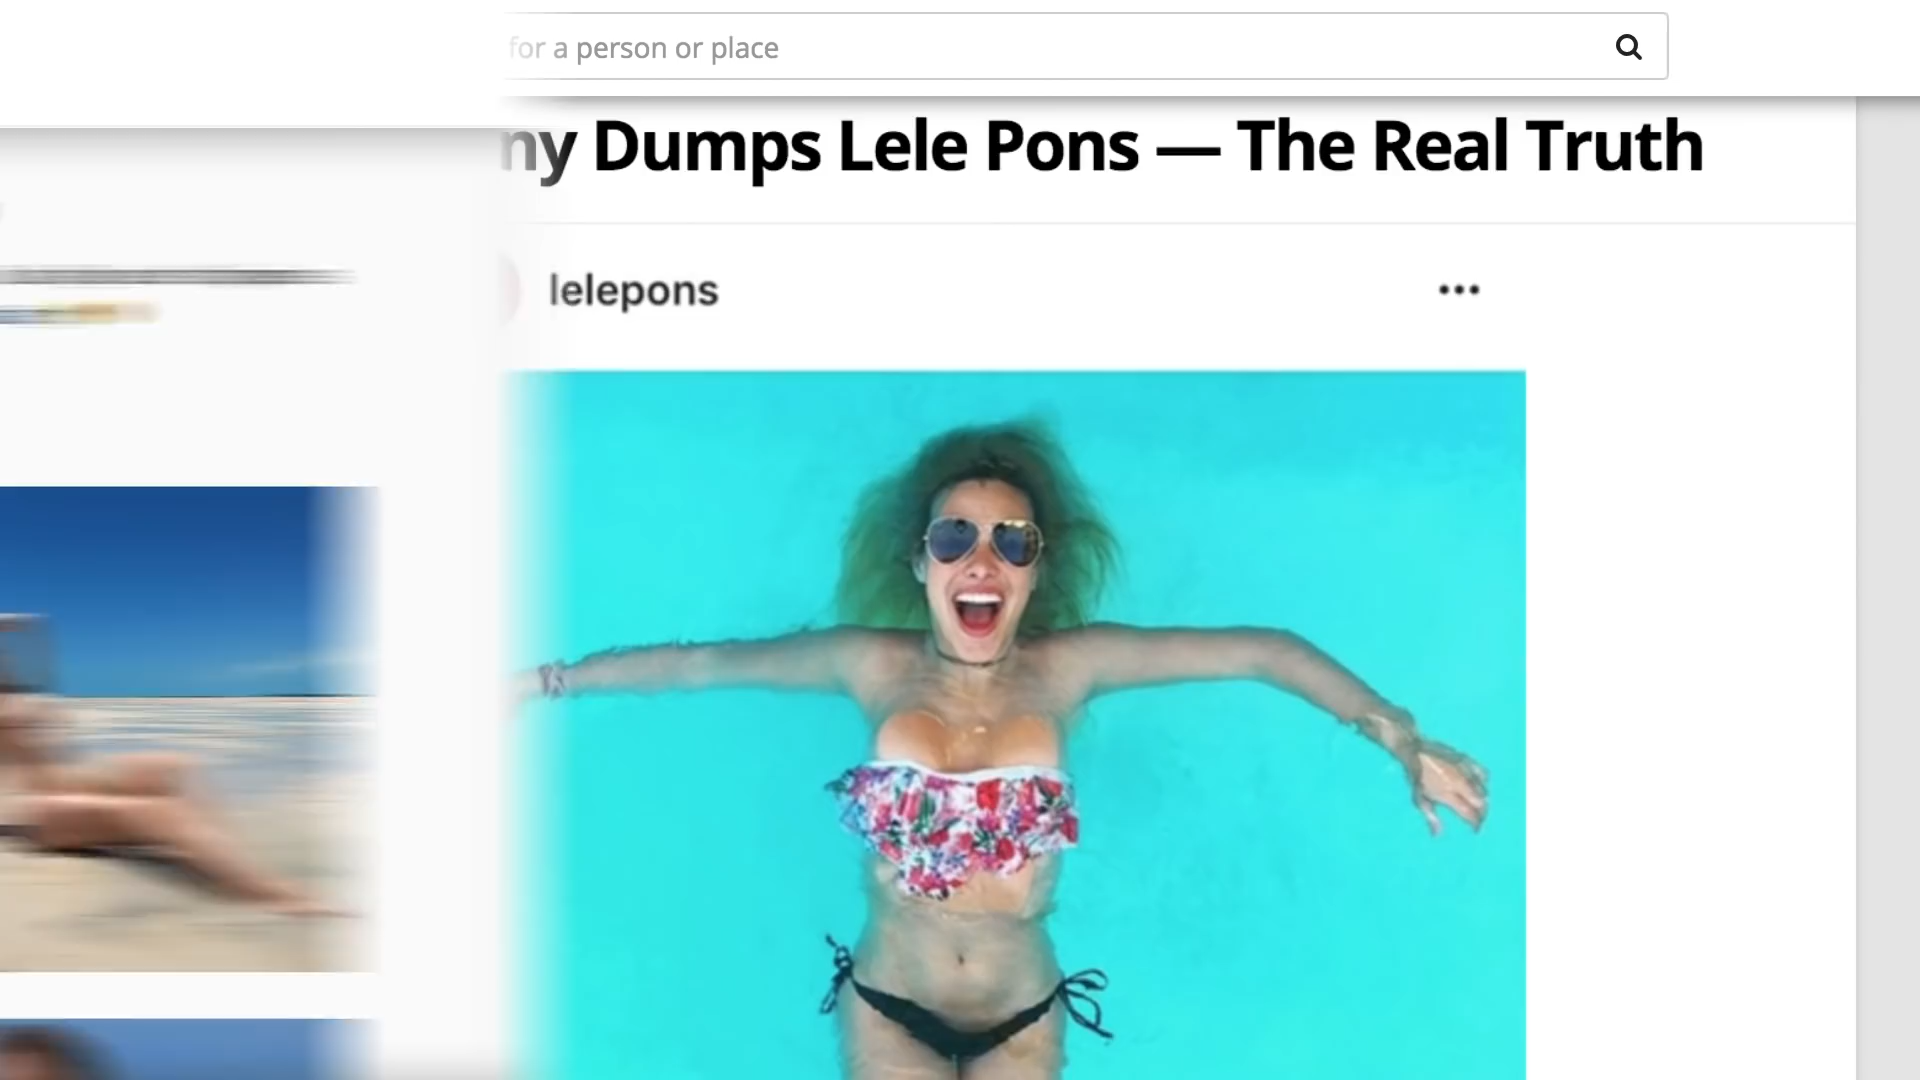 for a person or place
ny Dumps Lele Pons — The Real Truth
lelepons